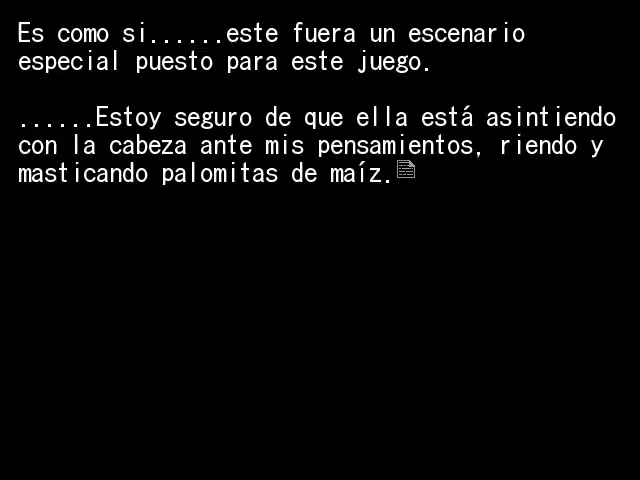 Es como si......este fuera un escenario
especial puesto para este juego.
......Estoy seguro de que ella está asintiendo
con la cabeza ante mis pensamientos, riendo y
masticando palomitas de maíz.